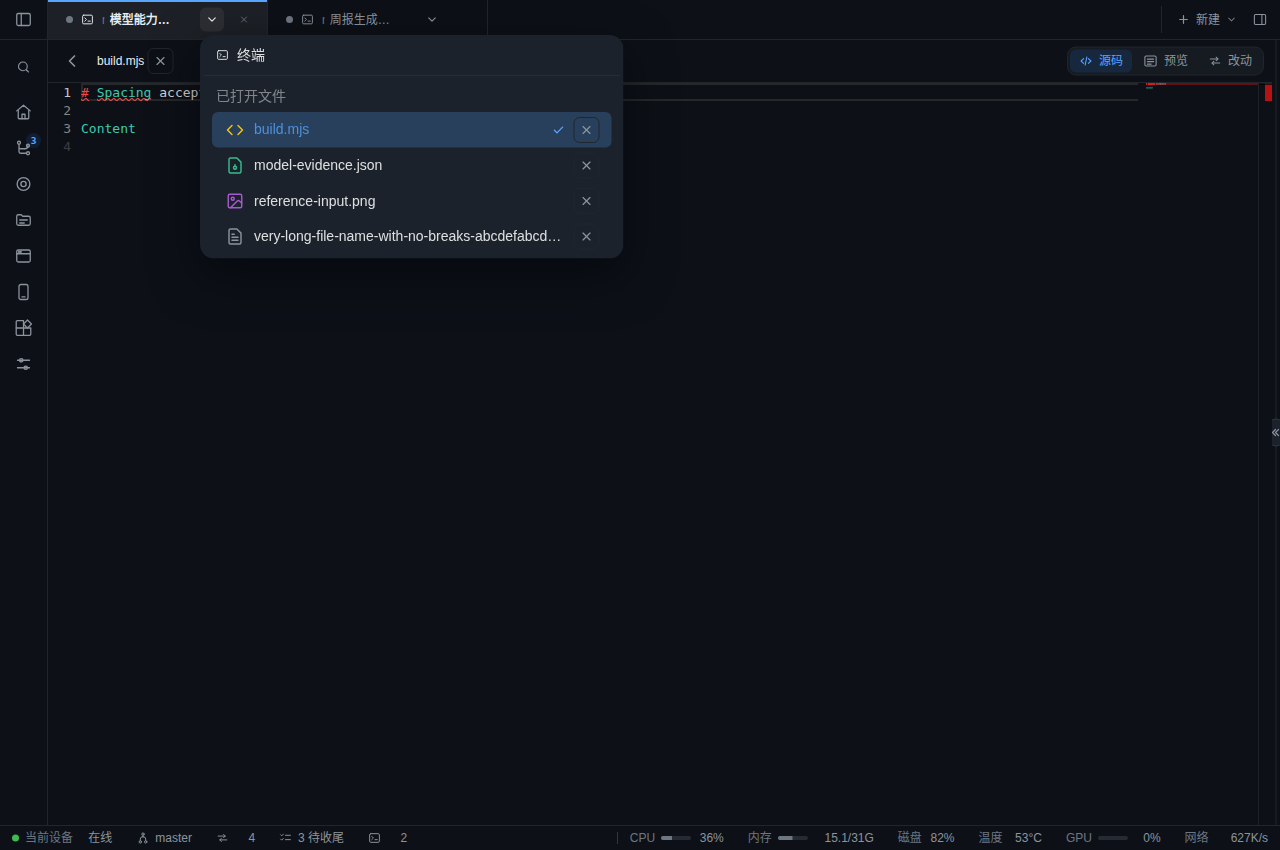 模型能力…
周报生成…
新建
build.mjs
源码 预览 改动
终端
已打开文件
build.mjs
model-evidence.json
reference-input.png
very-long-file-name-with-no-breaks-abcdefabcd…
1 # Spacing accept
2
3 Content
4
3
当前设备 在线 master 4 3 待收尾 2 CPU 36% 内存 15.1/31G 磁盘 82% 温度 53°C GPU 0% 网络 627K/s